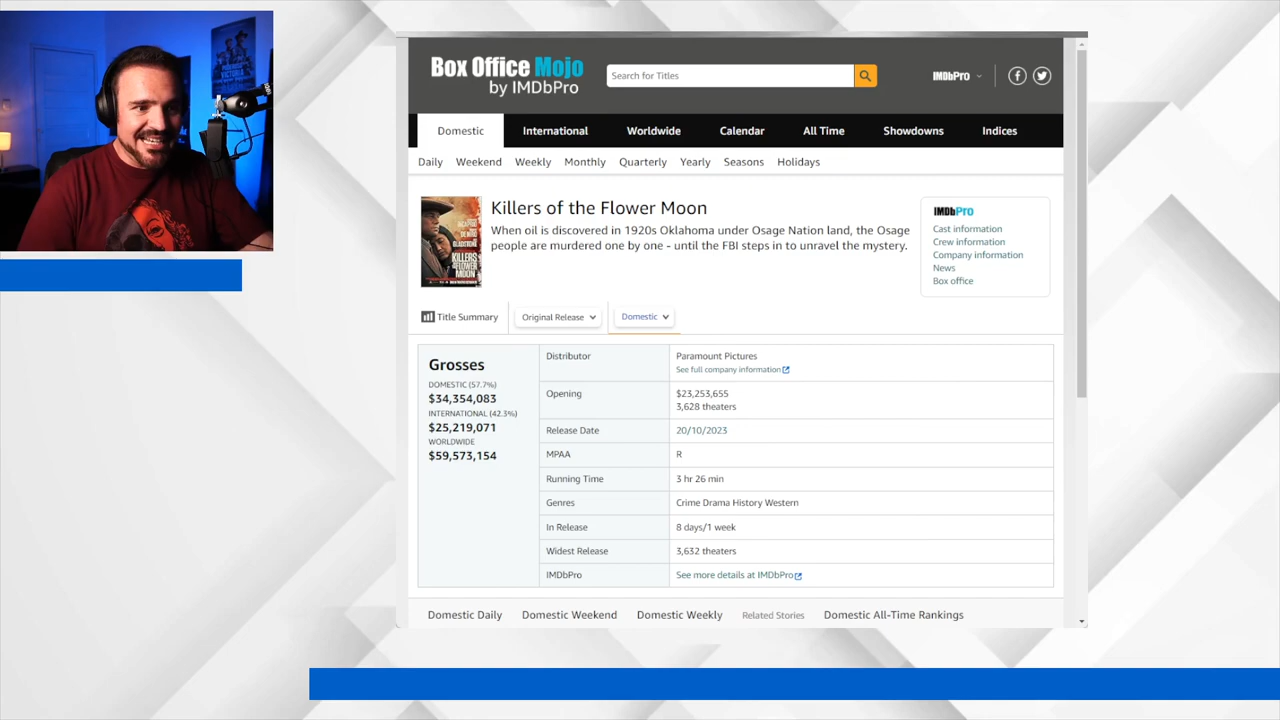 Box Office Mojo
by IMDbPro
Search for Titles
IMDbPro
Domestic
International
Worldwide
Calendar
All Time
Showdowns
Indices
Daily
Weekend
Weekly
Monthly
Quarterly
Yearly
Seasons
Holidays
Killers of the Flower Moon
When oil is discovered in 1920s Oklahoma under Osage Nation land, the Osage
people are murdered one by one - until the FBI steps in to unravel the mystery.
KILLERS
OF THE
FLOWER
MOON
IMDbPro
Cast information
Crew information
Company information
News
Box office
Title Summary
Original Release
Domestic
Grosses
DOMESTIC (57.7%)
$34,354,083
INTERNATIONAL (42.3%)
$25,219,071
WORLDWIDE
$59,573,154
Distributor
Paramount Pictures
See full company information
Opening
$23,253,655
3,628 theaters
Release Date
20/10/2023
MPAA
R
Running Time
3 hr 26 min
Genres
Crime Drama History Western
In Release
8 days/1 week
Widest Release
3,632 theaters
IMDbPro
See more details at IMDbPro
Domestic Daily
Domestic Weekend
Domestic Weekly
Related Stories
Domestic All-Time Rankings